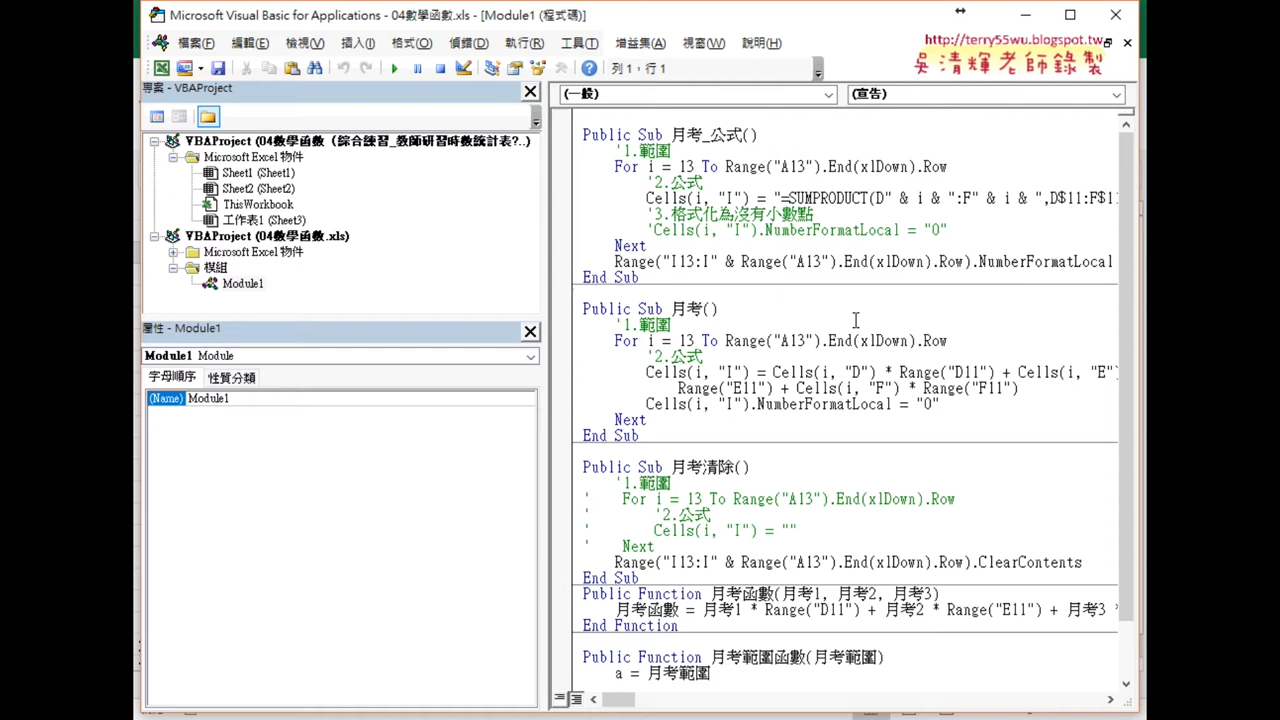 Microsoft Visual Basic for Applications - 04數學函數.xls - [Module1 (程式碼)]
檔案(F) 編輯(E) 檢視(V) 插入(I) 格式(O) 偵錯(D) 執行(R) 工具(T) 增益集(A) 視窗(W) 說明(H)
http://terry55wu.blogspot.tw
吳清輝老師錄製
列 1，行 1
專案 - VBAProject
VBAProject (04數學函數 (綜合練習_教師研習時數統計表?..)
Microsoft Excel 物件
Sheet1 (Sheet1)
Sheet2 (Sheet2)
ThisWorkbook
工作表1 (Sheet3)
VBAProject (04數學函數.xls)
Microsoft Excel 物件
模組
Module1
屬性 - Module1
Module1 Module
字母順序 性質分類
(Name) Module1
(一般) (宣告)
Public Sub 月考_公式()
'1.範圍
For i = 13 To Range("A13").End(xlDown).Row
'2.公式
Cells(i, "I") = "=SUMPRODUCT(D" & i & ":F" & i & ",D$11:F$11
'3.格式化為沒有小數點
'Cells(i, "I").NumberFormatLocal = "0"
Next
Range("I13:I" & Range("A13").End(xlDown).Row).NumberFormatLocal
End Sub
Public Sub 月考()
'1.範圍
For i = 13 To Range("A13").End(xlDown).Row
'2.公式
Cells(i, "I") = Cells(i, "D") * Range("D11") + Cells(i, "E")
Range("E11") + Cells(i, "F") * Range("F11")
Cells(i, "I").NumberFormatLocal = "0"
Next
End Sub
Public Sub 月考清除()
'1.範圍
' For i = 13 To Range("A13").End(xlDown).Row
' '2.公式
' Cells(i, "I") = ""
' Next
Range("I13:I" & Range("A13").End(xlDown).Row).ClearContents
End Sub
Public Function 月考函數(月考1, 月考2, 月考3)
月考函數 = 月考1 * Range("D11") + 月考2 * Range("E11") + 月考3 *
End Function
Public Function 月考範圍函數(月考範圍)
a = 月考範圍